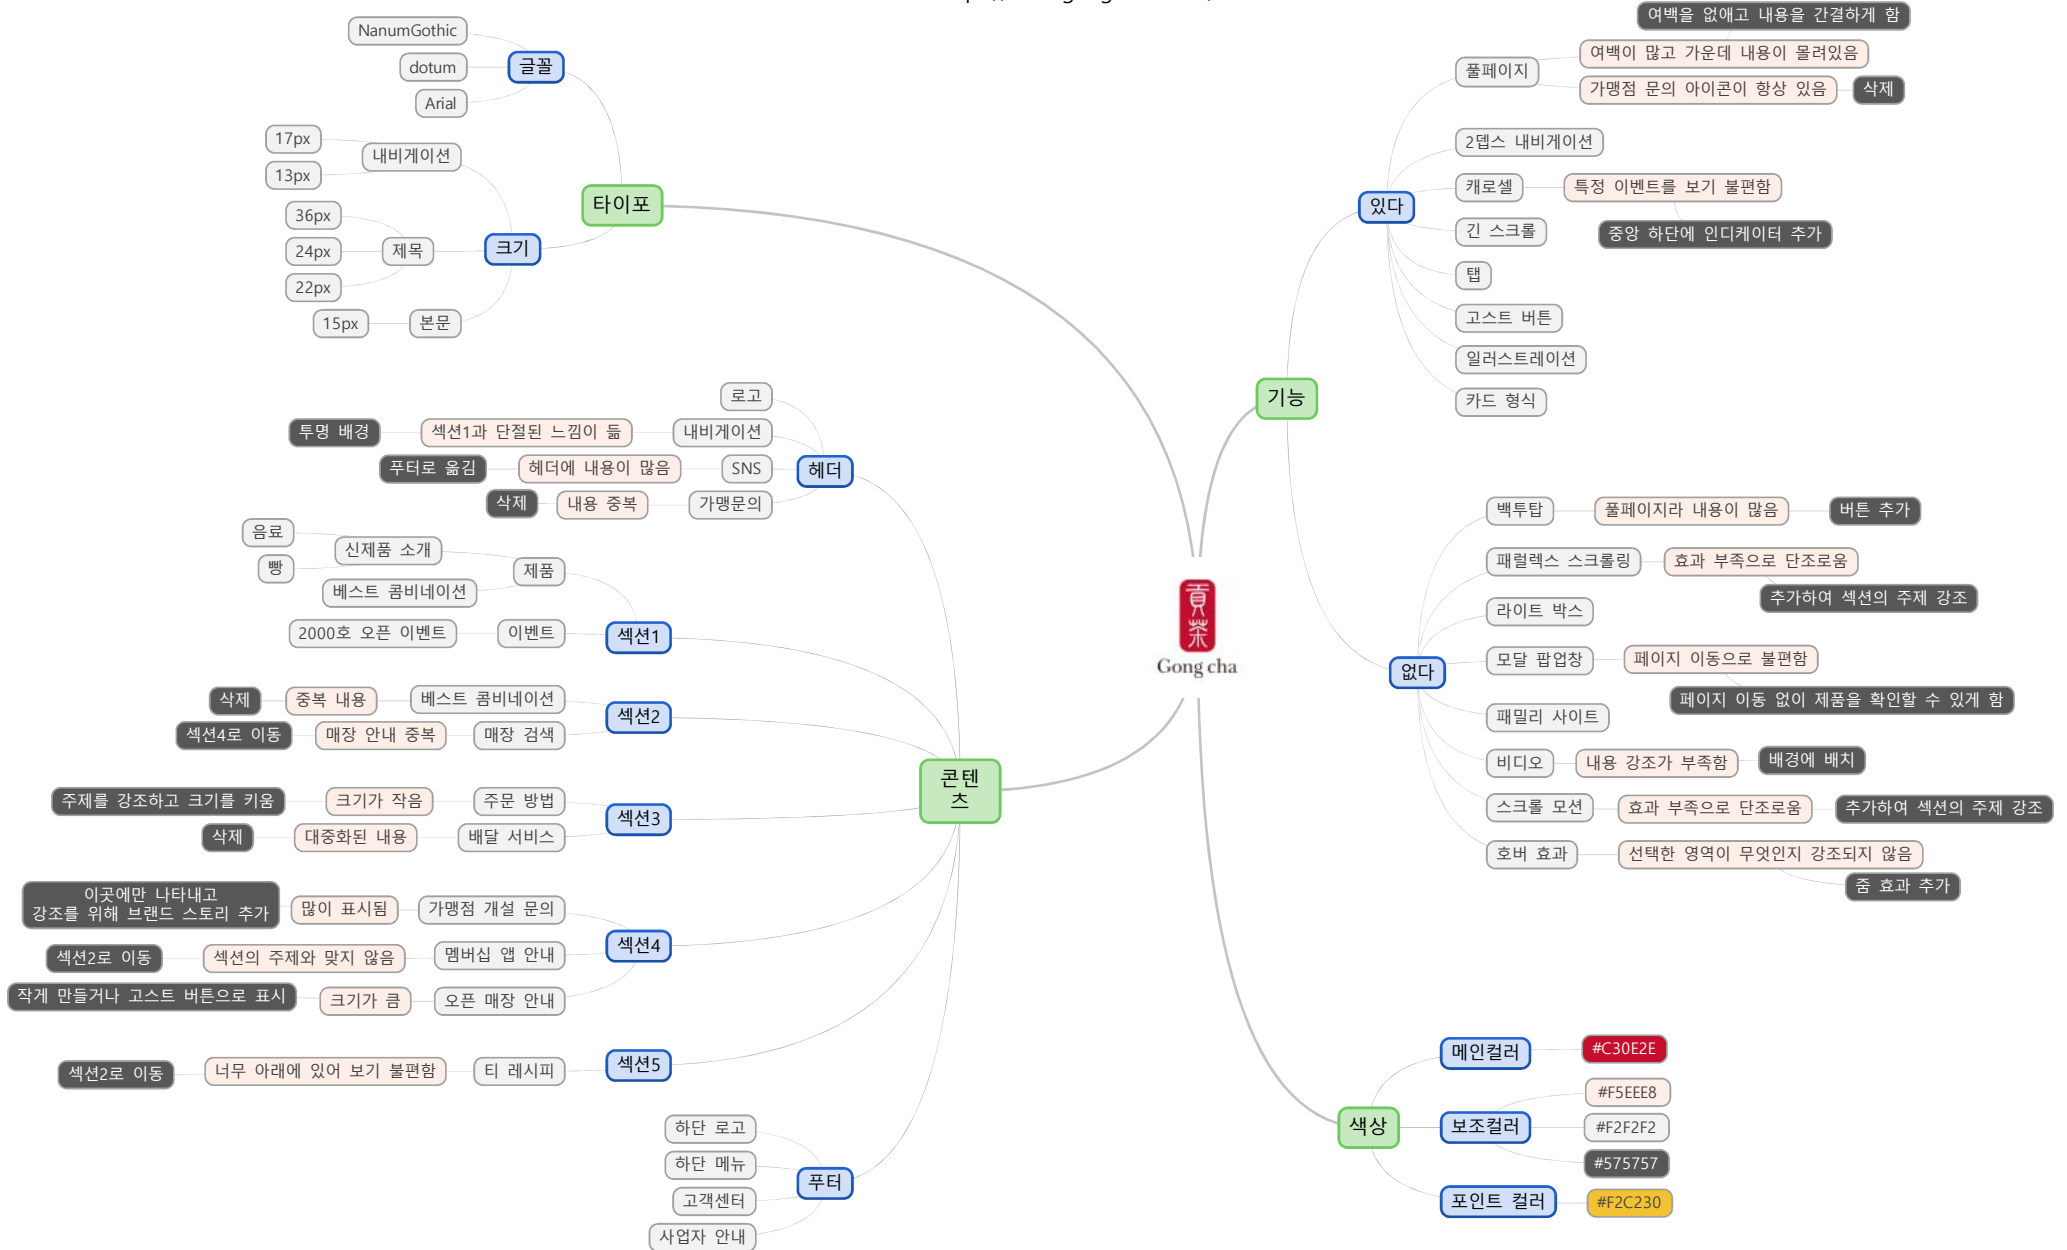 NanumGothic
dotum
Arial
글꼴
17px
13px
내비게이션
36px
24px
22px
제목
15px
본문
크기
타이포
로고
투명 배경
섹션1과 단절된 느낌이 듦
내비게이션
푸터로 옮김
헤더에 내용이 많음
SNS
삭제
내용 중복
가맹문의
헤더
음료
빵
신제품 소개
베스트 콤비네이션
제품
2000호 오픈 이벤트
이벤트
섹션1
삭제
중복 내용
베스트 콤비네이션
섹션4로 이동
매장 안내 중복
매장 검색
섹션2
주제를 강조하고 크기를 키움
크기가 작음
주문 방법
삭제
대중화된 내용
배달 서비스
섹션3
이곳에만 나타내고
강조를 위해 브랜드 스토리 추가
많이 표시됨
가맹점 개설 문의
섹션2로 이동
섹션의 주제와 맞지 않음
멤버십 앱 안내
작게 만들거나 고스트 버튼으로 표시
크기가 큼
오픈 매장 안내
섹션4
섹션2로 이동
너무 아래에 있어 보기 불편함
티 레시피
섹션5
하단 로고
하단 메뉴
고객센터
사업자 안내
푸터
콘텐
츠
貢
茶
Gong cha
기능
있다
풀페이지
여백을 없애고 내용을 간결하게 함
여백이 많고 가운데 내용이 몰려있음
가맹점 문의 아이콘이 항상 있음
삭제
2뎁스 내비게이션
캐로셀
특정 이벤트를 보기 불편함
중앙 하단에 인디케이터 추가
긴 스크롤
탭
고스트 버튼
일러스트레이션
카드 형식
없다
백투탑
풀페이지라 내용이 많음
버튼 추가
패럴렉스 스크롤링
효과 부족으로 단조로움
추가하여 섹션의 주제 강조
라이트 박스
모달 팝업창
페이지 이동으로 불편함
페이지 이동 없이 제품을 확인할 수 있게 함
패밀리 사이트
비디오
내용 강조가 부족함
배경에 배치
스크롤 모션
효과 부족으로 단조로움
추가하여 섹션의 주제 강조
호버 효과
선택한 영역이 무엇인지 강조되지 않음
줌 효과 추가
색상
메인컬러
#C30E2E
보조컬러
#F5EEE8
#F2F2F2
#575757
포인트 컬러
#F2C230